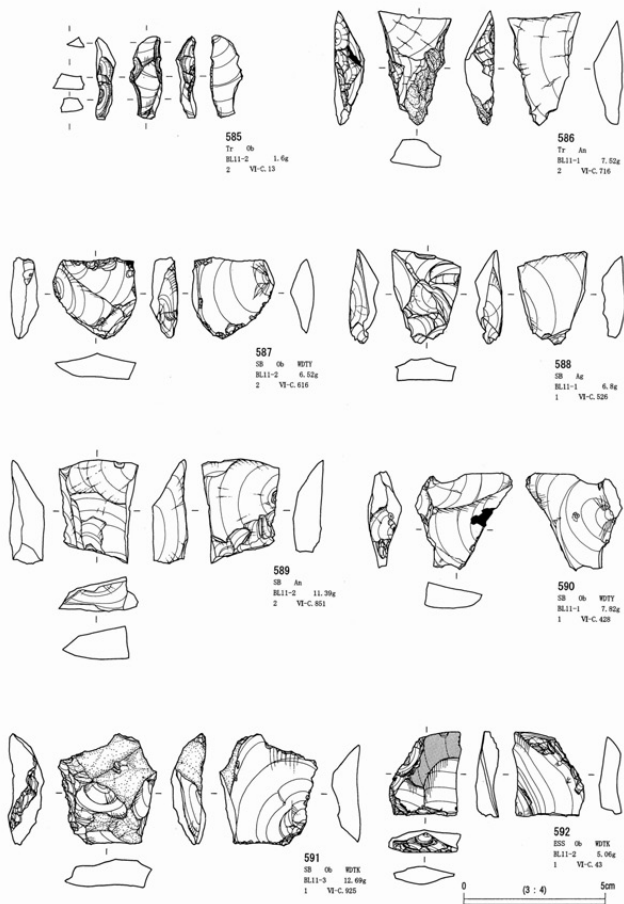 585
Tr Ob
BL11-2 1.6g
2 VI-C.13
586
Tr An
BL11-1 7.52g
2 VI-C.716
587
SB Ob WDTY
BL11-2 6.52g
2 VI-C.616
588
SB Ag
BL11-1 6.8g
1 VI-C.526
589
SB An
BL11-2 11.39g
2 VI-C.851
590
SB Ob WDTY
BL11-1 7.82g
1 VI-C.428
591
SB Ob WDTK
BL11-3 12.69g
1 VI-C.925
592
ESS Ob WDTK
BL11-2 5.06g
1 VI-C.43
0 (3 : 4) 5cm